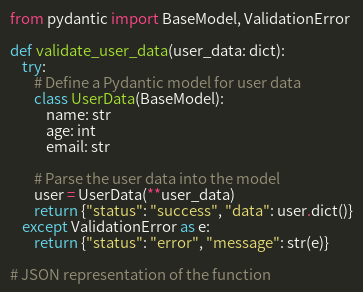 from pydantic import BaseModel, ValidationError

def validate_user_data(user_data: dict):
    try:
        # Define a Pydantic model for user data
        class UserData(BaseModel):
            name: str
            age: int
            email: str

        # Parse the user data into the model
        user = UserData(**user_data)
        return {"status": "success", "data": user.dict()}
    except ValidationError as e:
        return {"status": "error", "message": str(e)}

# JSON representation of the function